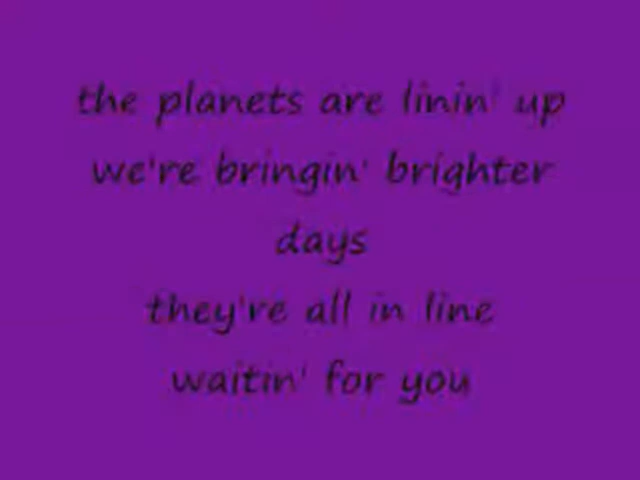 the planets are linin' up
we're bringin' brighter
days
they're all in line
waitin' for you